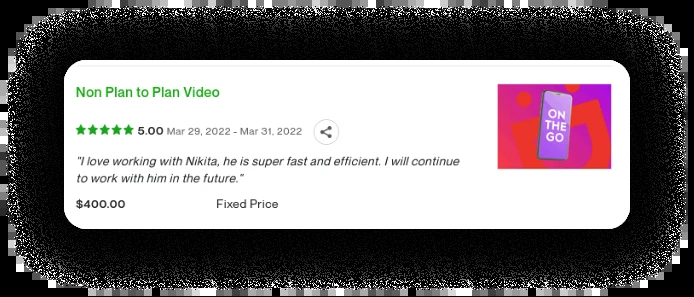 Non Plan to Plan Video
5.00 Mar 29, 2022 - Mar 31, 2022
"I love working with Nikita, he is super fast and efficient. I will continue
to work with him in the future."
$400.00 Fixed Price
ON
THE
GO